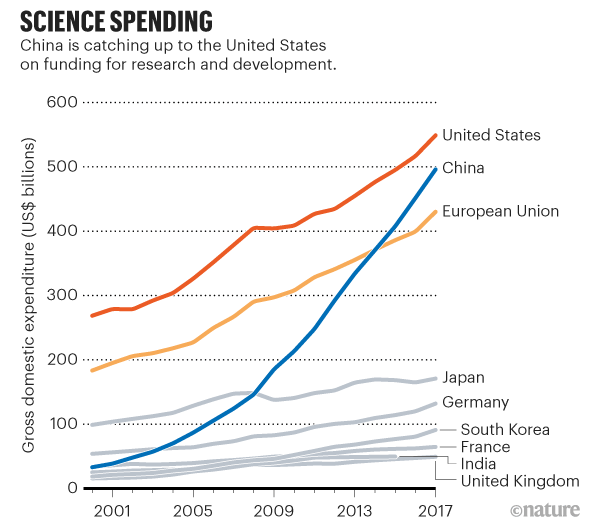 SCIENCE SPENDING
China is catching up to the United States
on funding for research and development.
Gross domestic expenditure (US$ billions)
600
500
400
300
200
100
0
United States
China
European Union
Japan
Germany
South Korea
France
India
United Kingdom
2001
2005
2009
2013
2017
©nature